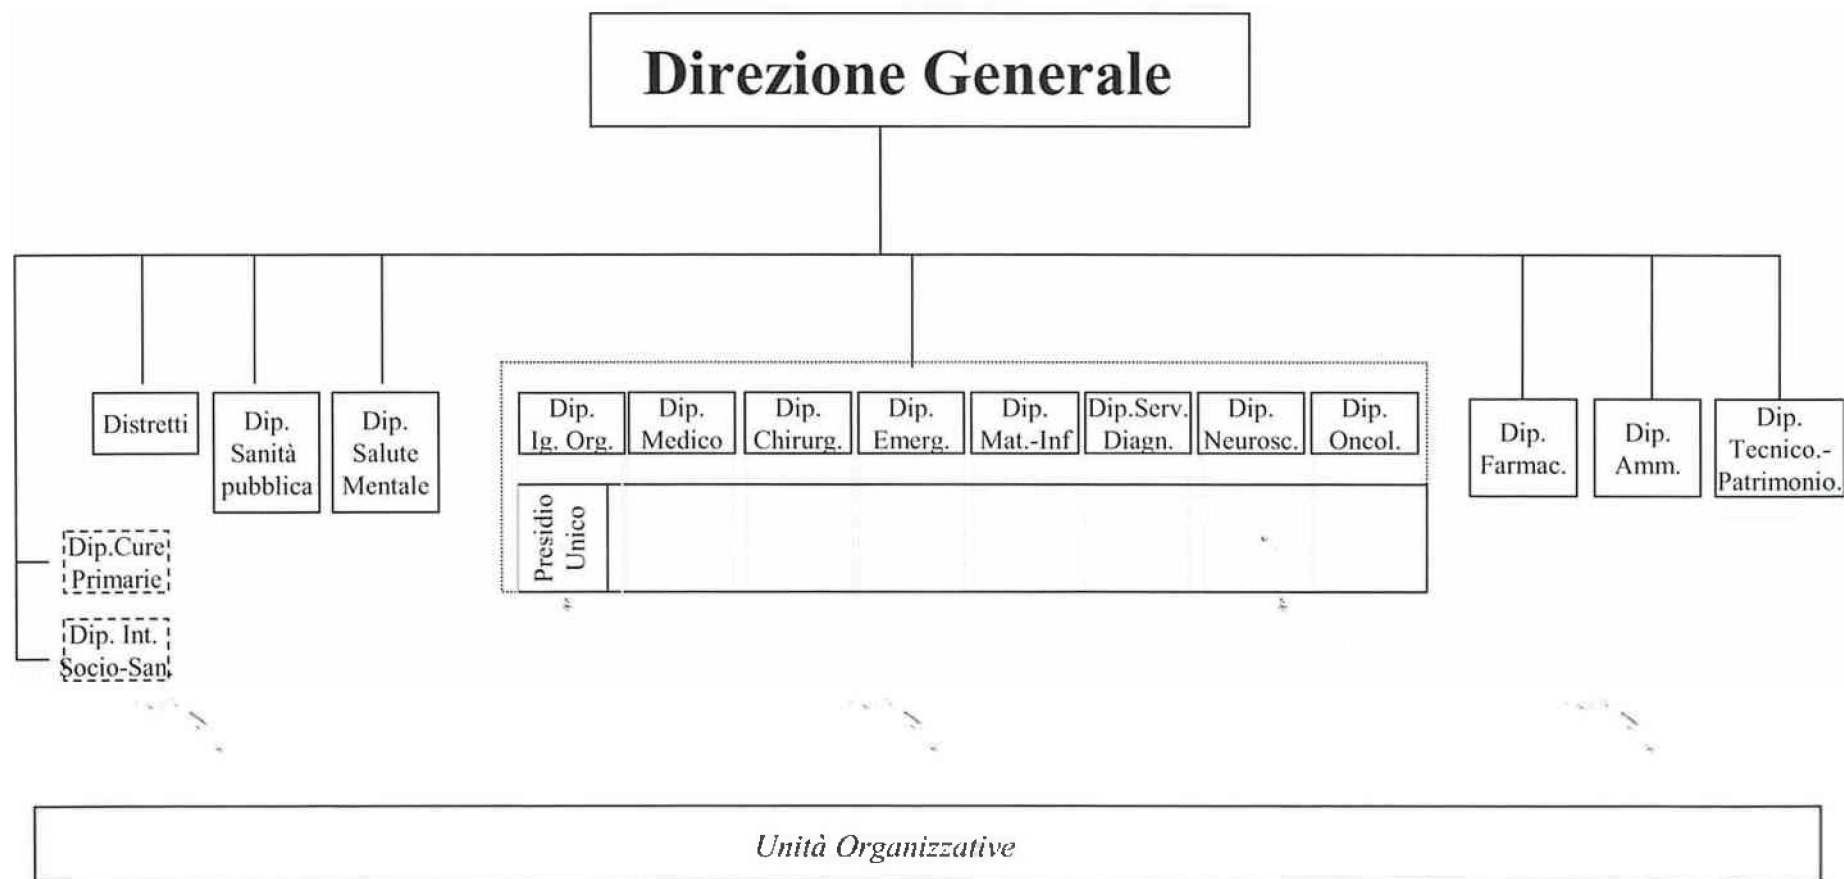 Direzione Generale
Distretti
Dip.
Sanità
pubblica
Dip.
Salute
Mentale
Dip.
Ig. Org.
Dip.
Medico
Dip.
Chirurg.
Dip.
Emerg.
Dip.
Mat.-Inf
Dip.Serv.
Diagn.
Dip.
Neurosc.
Dip.
Oncol.
Dip.
Farmac.
Dip.
Amm.
Dip.
Tecnico.-
Patrimonio.
Presidio
Unico
Dip.Cure
Primarie
Dip. Int.
Socio-San.
Unità Organizzative